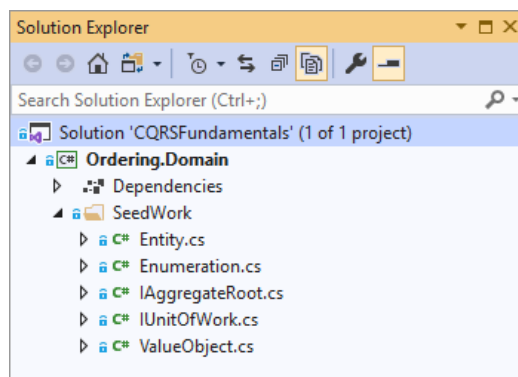 Solution Explorer
Search Solution Explorer (Ctrl+;)
Solution 'CQRSFundamentals' (1 of 1 project)
C# Ordering.Domain
Dependencies
SeedWork
C# Entity.cs
C# Enumeration.cs
C# IAggregateRoot.cs
C# IUnitOfWork.cs
C# ValueObject.cs